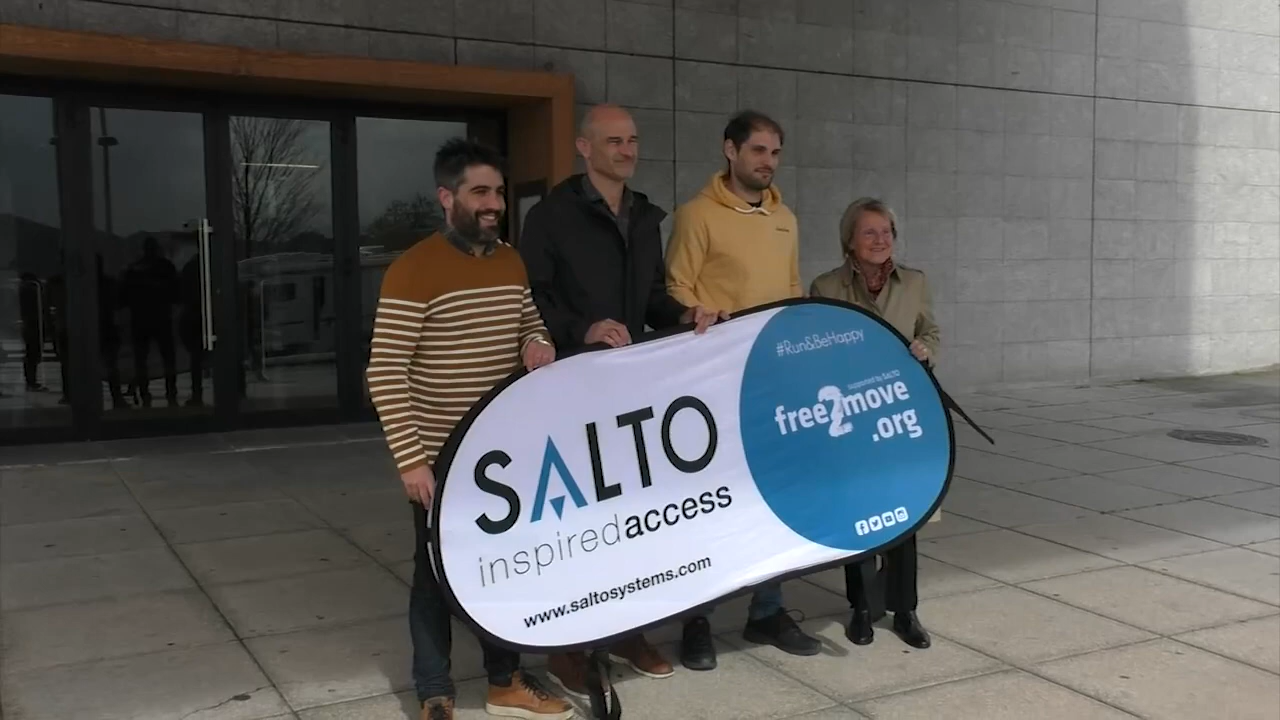 SALTO
inspiredaccess
www.saltosystems.com
#Run&BeHappy
supported by SALTO
free2move
.org